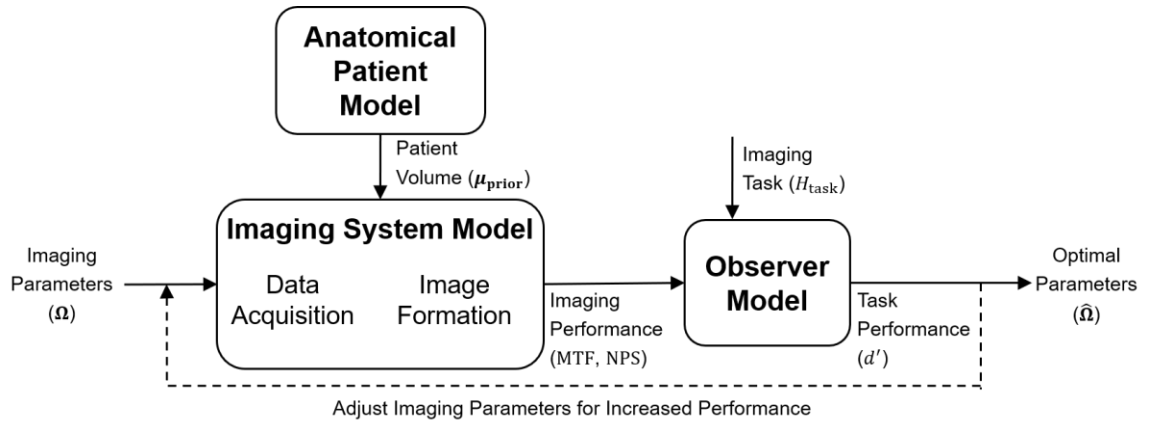 Anatomical
Patient
Model
Patient
Volume (μprior)
Imaging
Task (Htask)
Imaging System Model
Data
Acquisition
Image
Formation
Imaging
Parameters
(Ω)
Imaging
Performance
(MTF, NPS)
Observer
Model
Task
Performance
(d′)
Optimal
Parameters
(Ω̂)
Adjust Imaging Parameters for Increased Performance